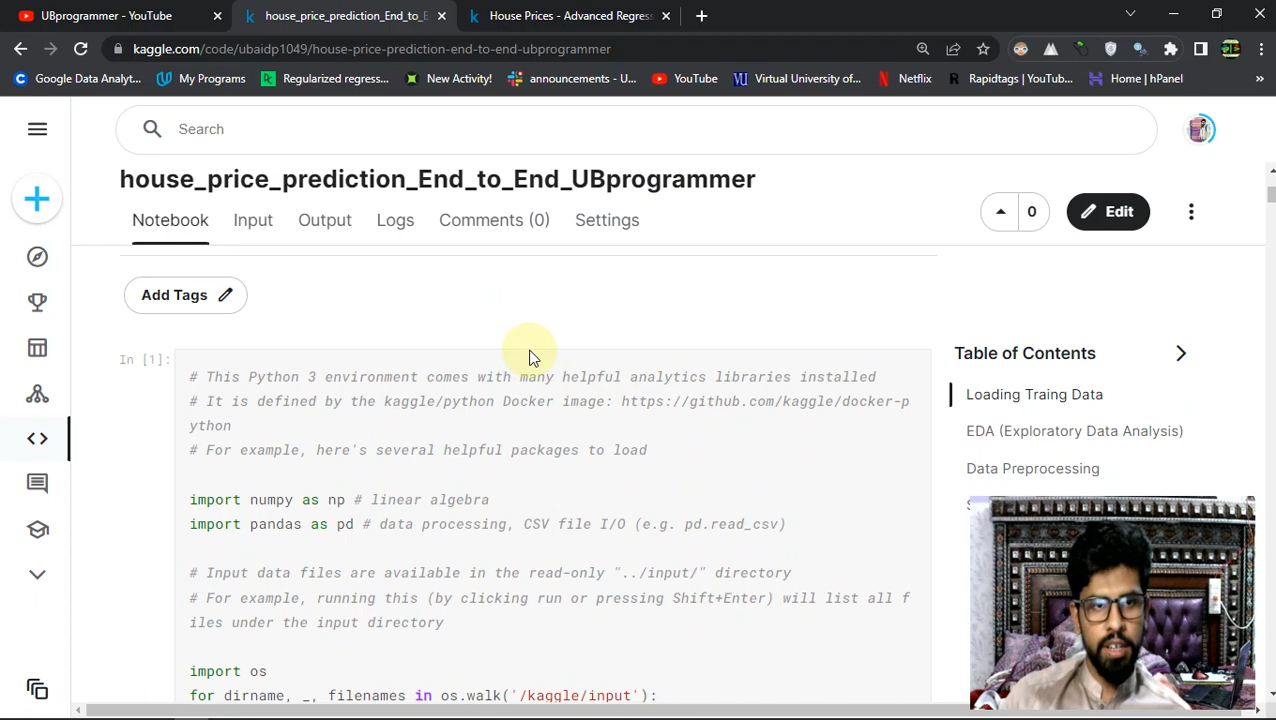 UBprogrammer - YouTube
house_price_prediction_End_to_E
House Prices - Advanced Regress
kaggle.com/code/ubaidp1049/house-price-prediction-end-to-end-ubprogrammer
Google Data Analyt...
My Programs
Regularized regress...
New Activity!
announcements - U...
YouTube
Virtual University of...
Netflix
Rapidtags | YouTub...
Home | hPanel
»
Search
house_price_prediction_End_to_End_UBprogrammer
Notebook
Input
Output
Logs
Comments (0)
Settings
0
Edit
Add Tags
In [1]:
# This Python 3 environment comes with many helpful analytics libraries installed
# It is defined by the kaggle/python Docker image: https://github.com/kaggle/docker-p
ython
# For example, here's several helpful packages to load
import numpy as np # linear algebra
import pandas as pd # data processing, CSV file I/O (e.g. pd.read_csv)
# Input data files are available in the read-only "../input/" directory
# For example, running this (by clicking run or pressing Shift+Enter) will list all f
iles under the input directory
import os
for dirname, _, filenames in os.walk('/kaggle/input'):
Table of Contents
Loading Traing Data
EDA (Exploratory Data Analysis)
Data Preprocessing